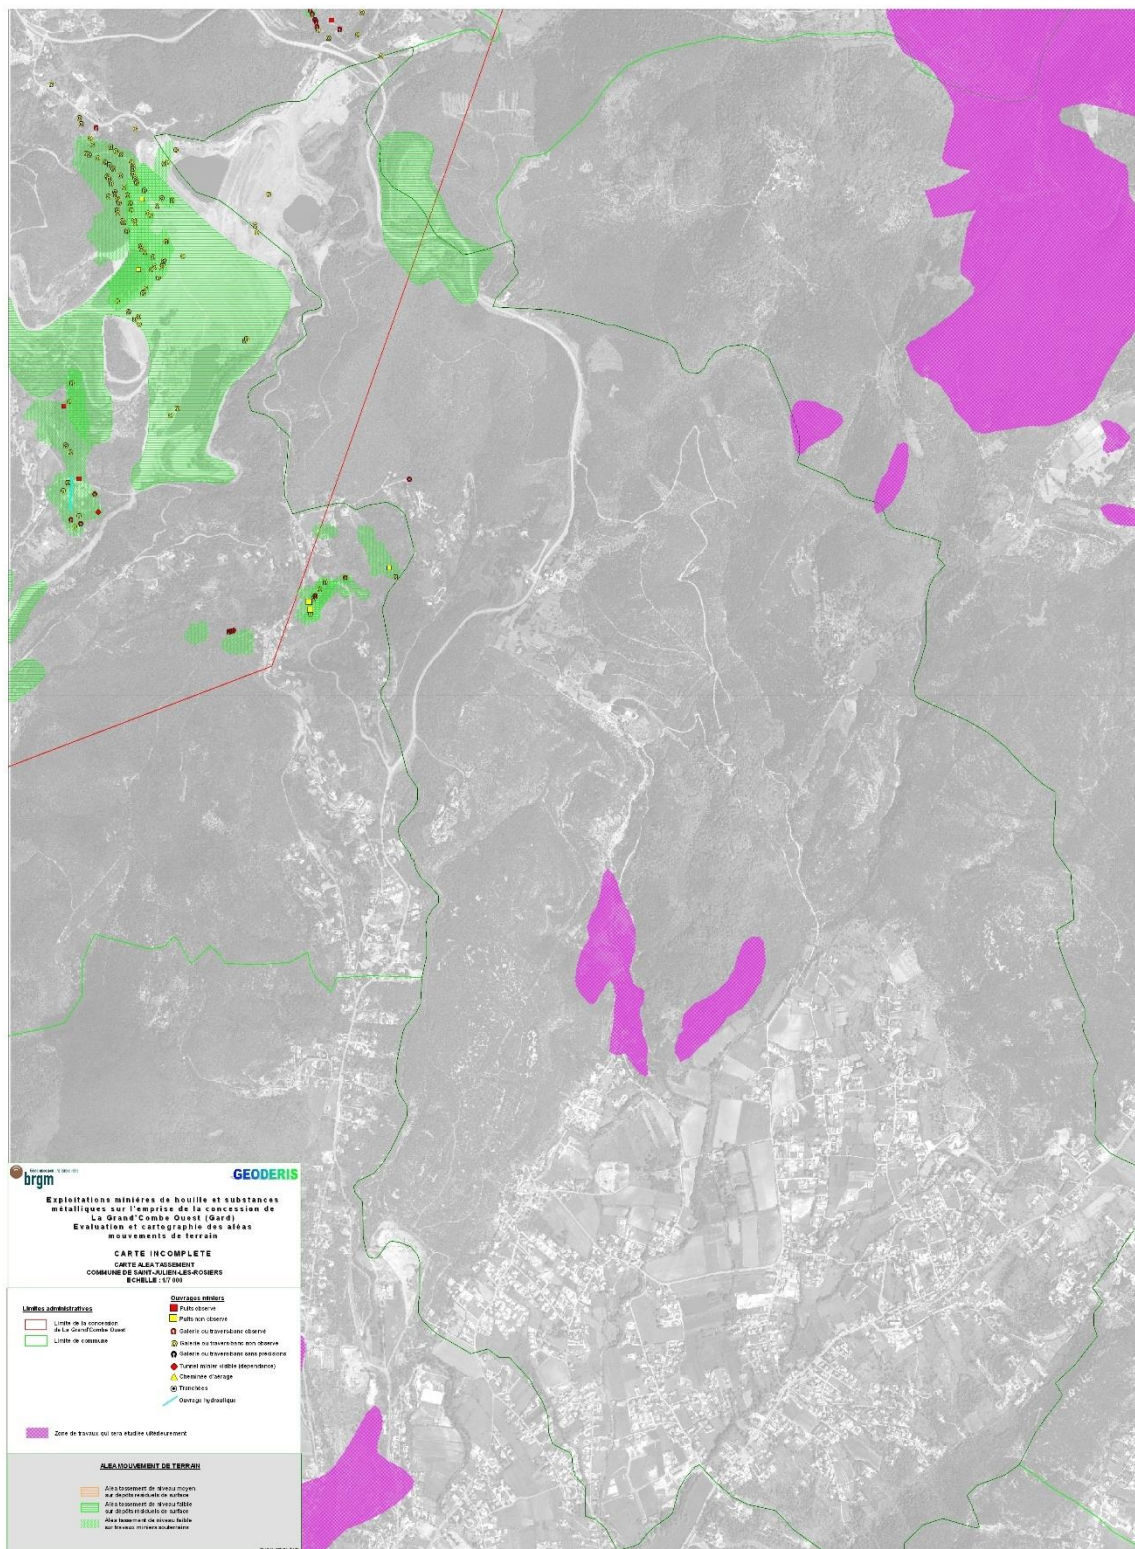 brgm
GEODERIS
Exploitations minières de houille et substances
métalliques sur l'emprise de la concession de
La Grand'Combe Ouest (Gard)
Evaluation et cartographie des aléas
mouvements de terrain
CARTE INCOMPLETE
CARTE ALEA TASSEMENT
COMMUNE DE SAINT-JULIEN-LES-ROSIERS
ECHELLE : 1/7 000
Limites administratives
Limite de la concession
de La Grand'Combe Ouest
Limite de commune
Ouvrages miniers
Puits observé
Puits non observé
Galerie ou travers-bans observé
Galerie ou travers-bans non observé
Galerie ou travers-bans sans précisions
Tunnel minier visible (dépendance)
Cheminée d'aérage
Tranchées
Ouvrage hydraulique
Zone de travaux qui sera étudiée ultérieurement
ALEA MOUVEMENT DE TERRAIN
Aléa tassement de niveau moyen
sur dépôts résiduels de surface
Aléa tassement de niveau faible
sur dépôts résiduels de surface
Aléa tassement de niveau faible
sur travaux miniers souterrains